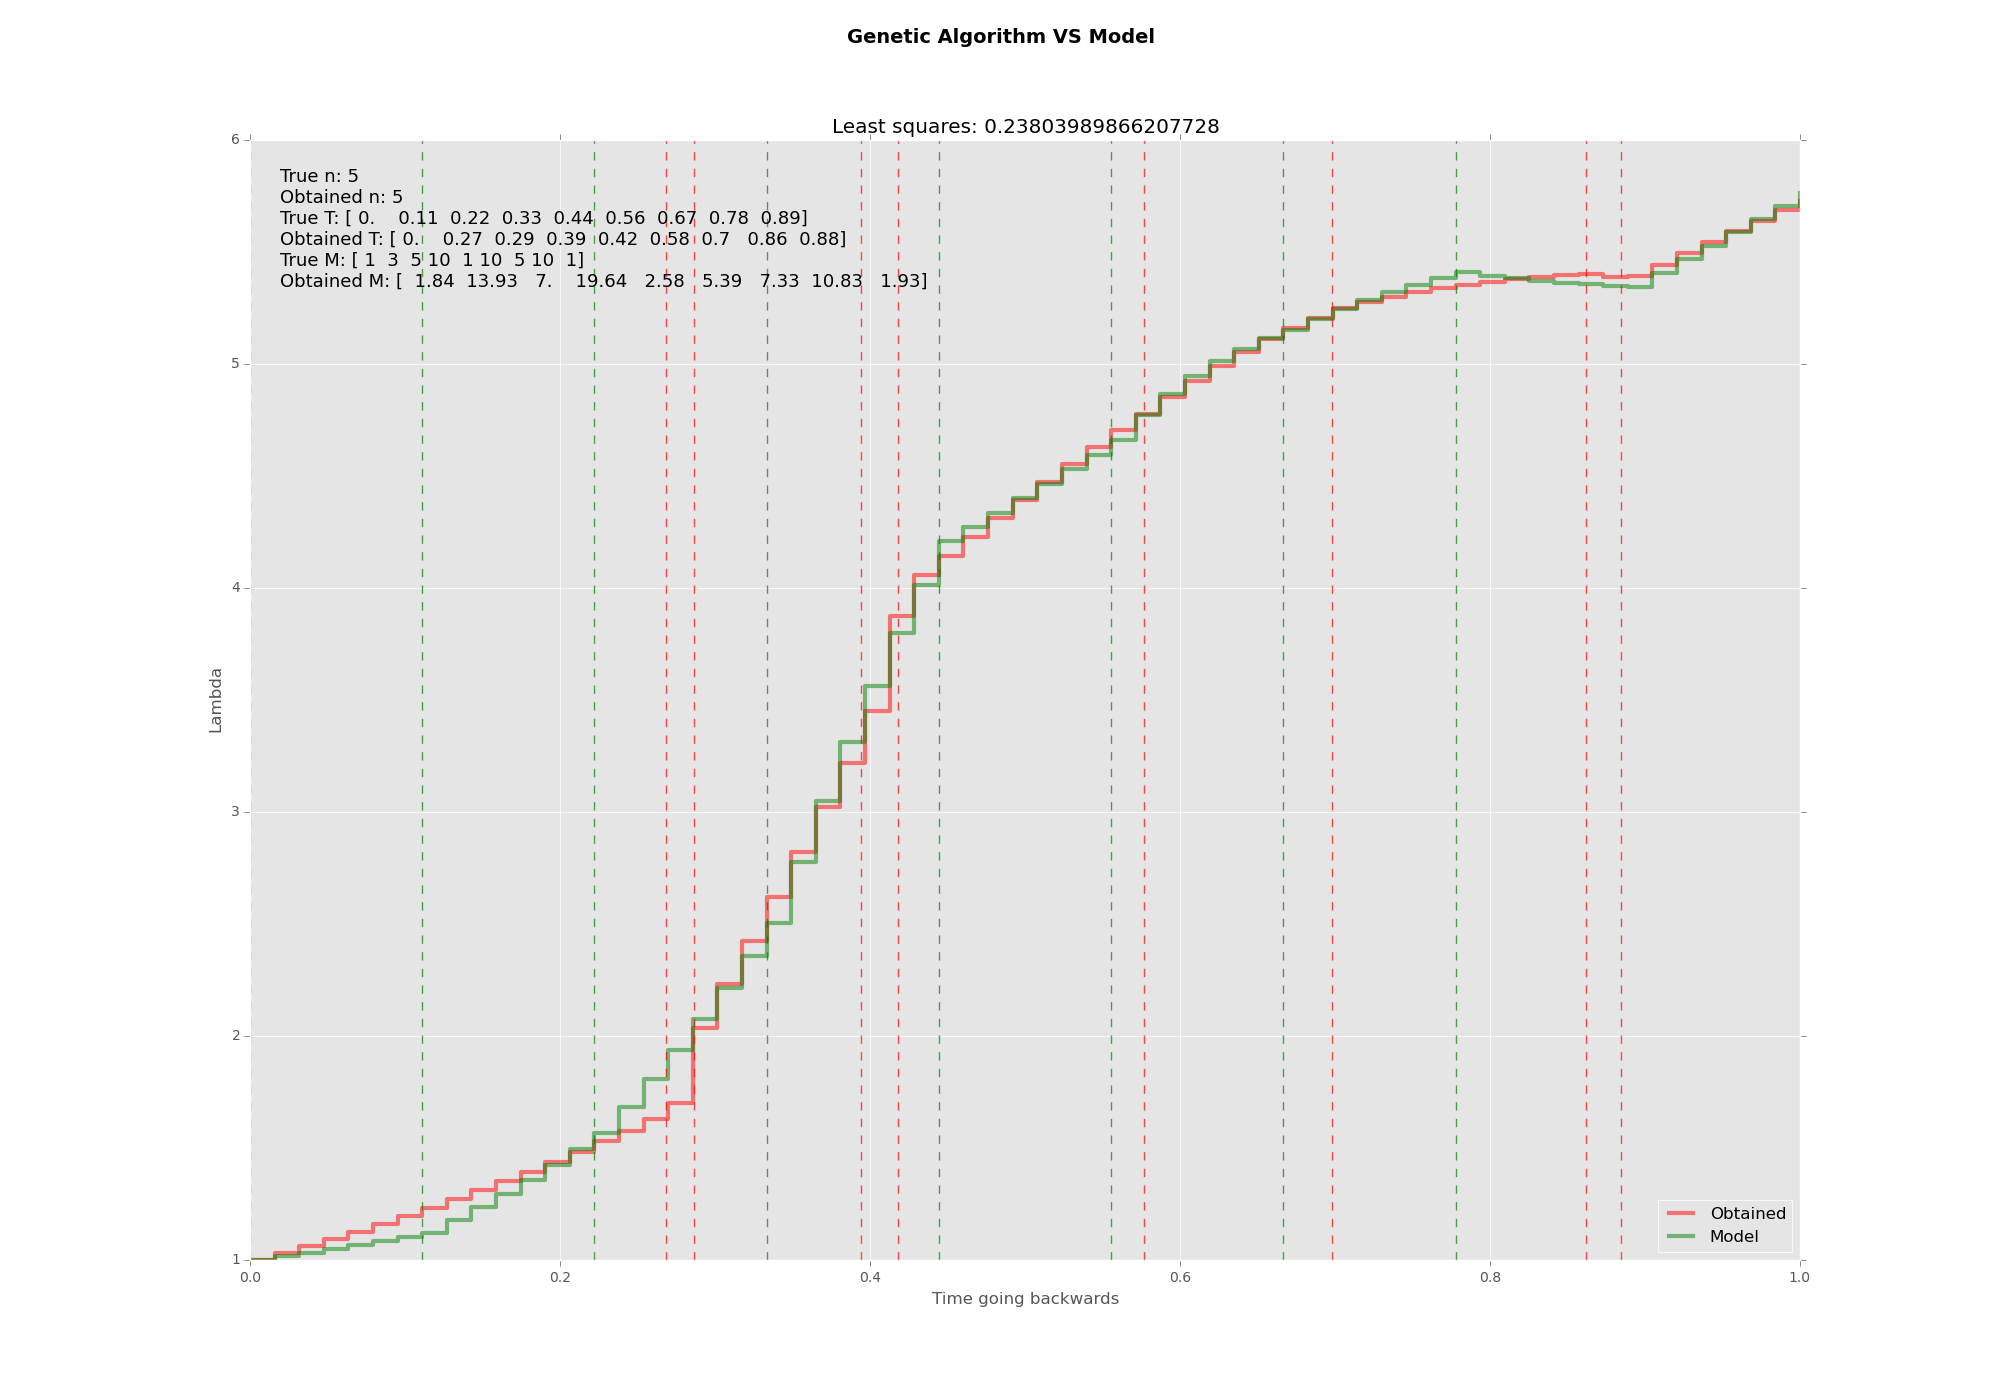 Genetic Algorithm VS Model
Least squares: 0.23803989866207728
True n: 5
Obtained n: 5
True T: [ 0.    0.11  0.22  0.33  0.44  0.56  0.67  0.78  0.89]
Obtained T: [ 0.    0.27  0.29  0.39  0.42  0.58  0.7   0.86  0.88]
True M: [ 1  3  5 10  1 10  5 10  1]
Obtained M: [  1.84  13.93   7.    19.64   2.58   5.39   7.33  10.83   1.93]
6
5
4
3
2
1
Lambda
0.0
0.2
0.4
0.6
0.8
1.0
Time going backwards
Obtained
Model